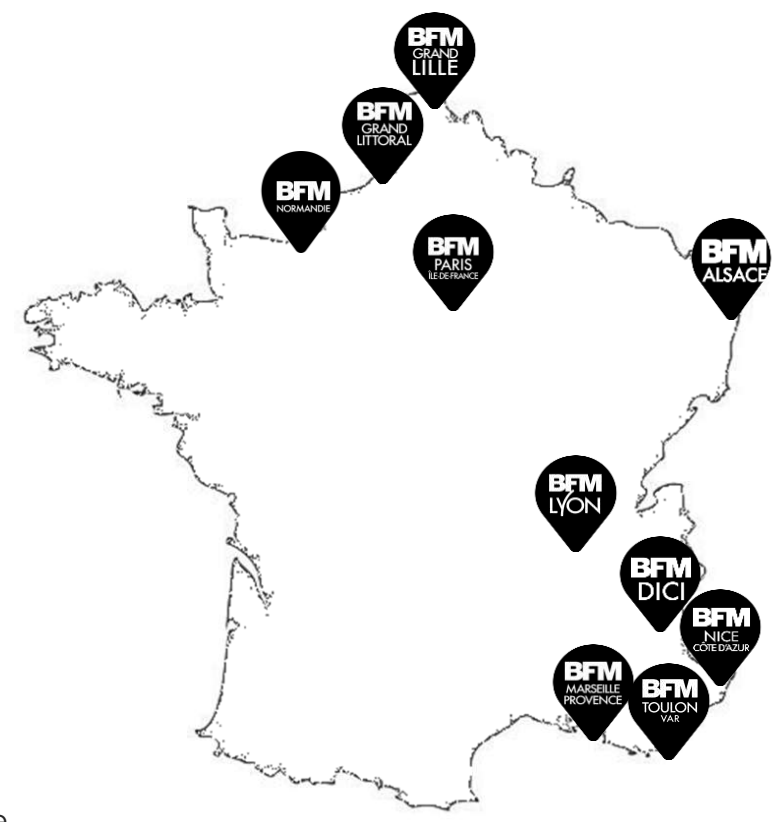 BFM
GRAND
LILLE
BFM
GRAND
LITTORAL
BFM
NORMANDIE
BFM
PARIS
ÎLE-DE-FRANCE
BFM
ALSACE
BFM
LYON
BFM
DICI
BFM
NICE
CÔTE D'AZUR
BFM
MARSEILLE
PROVENCE
BFM
TOULON
VAR